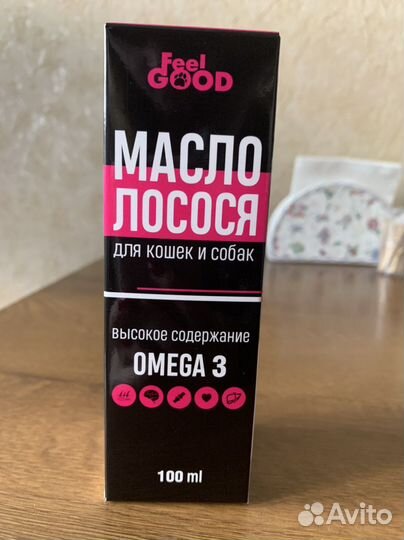 Feel
GOOD
МАСЛО
ЛОСОСЯ
для кошек и собак
высокое содержание
OMEGA 3
100 ml
Avito